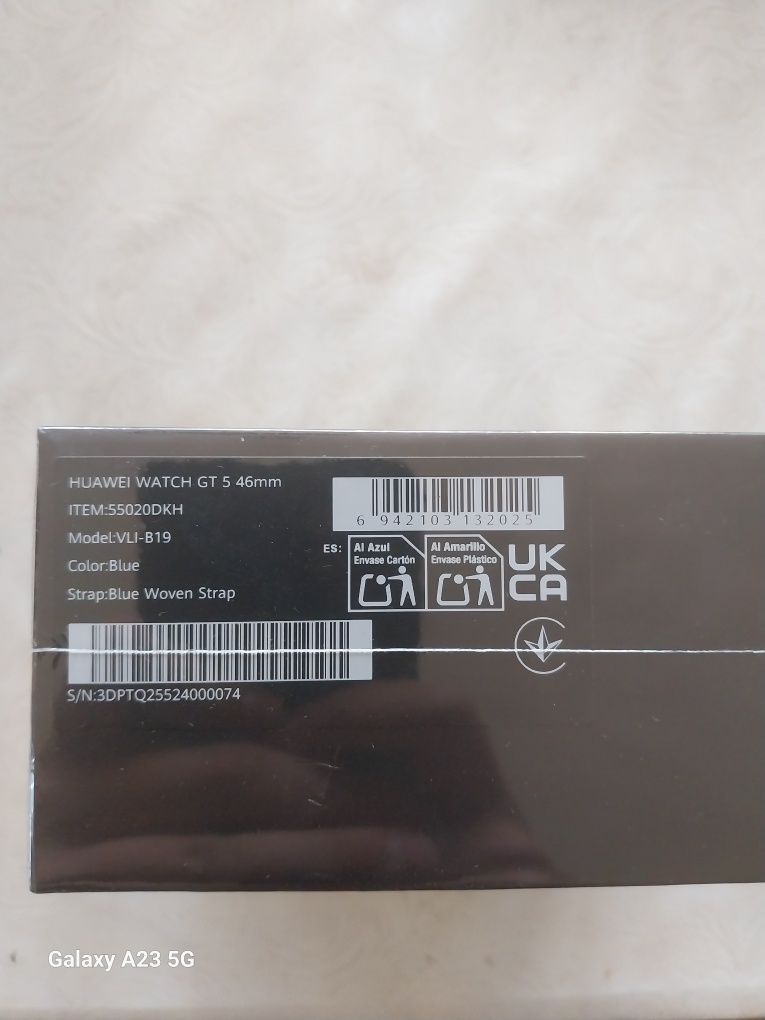 HUAWEI WATCH GT 5 46mm
ITEM:55020DKH
Model:VLI-B19
Color:Blue
Strap:Blue Woven Strap
S/N:3DPTQ25524000074
6 942103 132025
ES:
Al Azul
Envase Cartón
Al Amarillo
Envase Plástico
UK
CA
Galaxy A23 5G